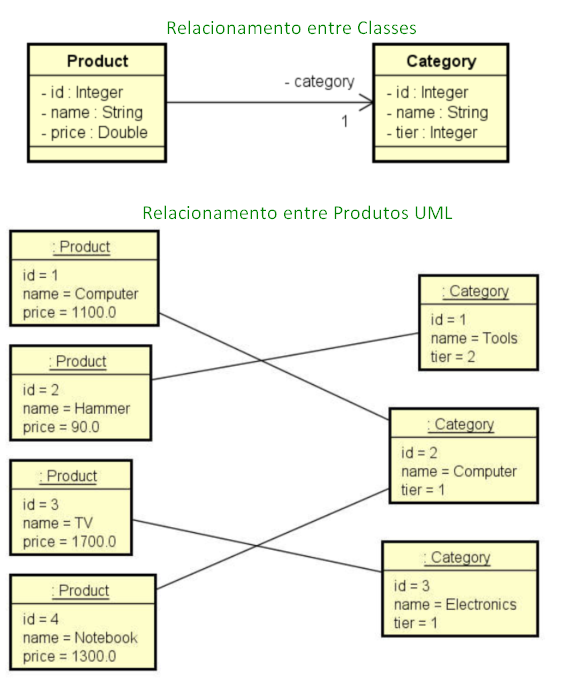 Relacionamento entre Classes
Product
- id : Integer
- name : String
- price : Double
- category
1
Category
- id : Integer
- name : String
- tier : Integer
Relacionamento entre Produtos UML
: Product
id = 1
name = Computer
price = 1100.0
: Product
id = 2
name = Hammer
price = 90.0
: Product
id = 3
name = TV
price = 1700.0
: Product
id = 4
name = Notebook
price = 1300.0
: Category
id = 1
name = Tools
tier = 2
: Category
id = 2
name = Computer
tier = 1
: Category
id = 3
name = Electronics
tier = 1